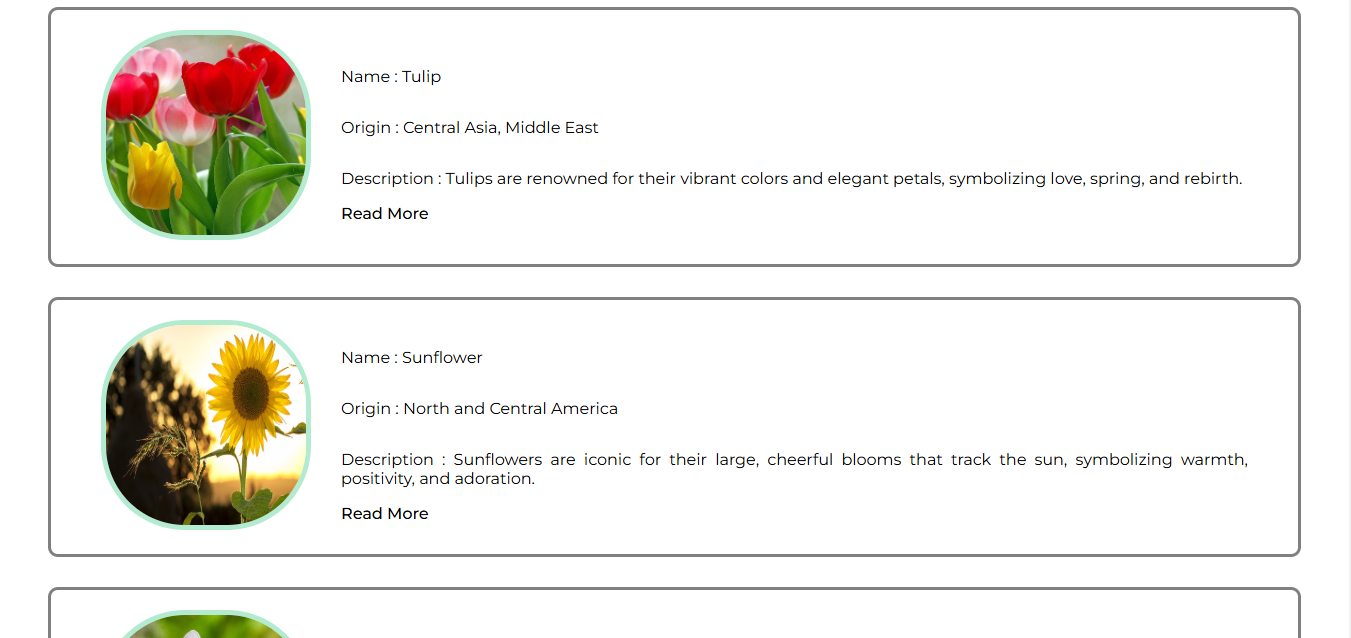 Name : Tulip
Origin : Central Asia, Middle East
Description : Tulips are renowned for their vibrant colors and elegant petals, symbolizing love, spring, and rebirth.
Read More
Name : Sunflower
Origin : North and Central America
Description : Sunflowers are iconic for their large, cheerful blooms that track the sun, symbolizing warmth,
positivity, and adoration.
Read More